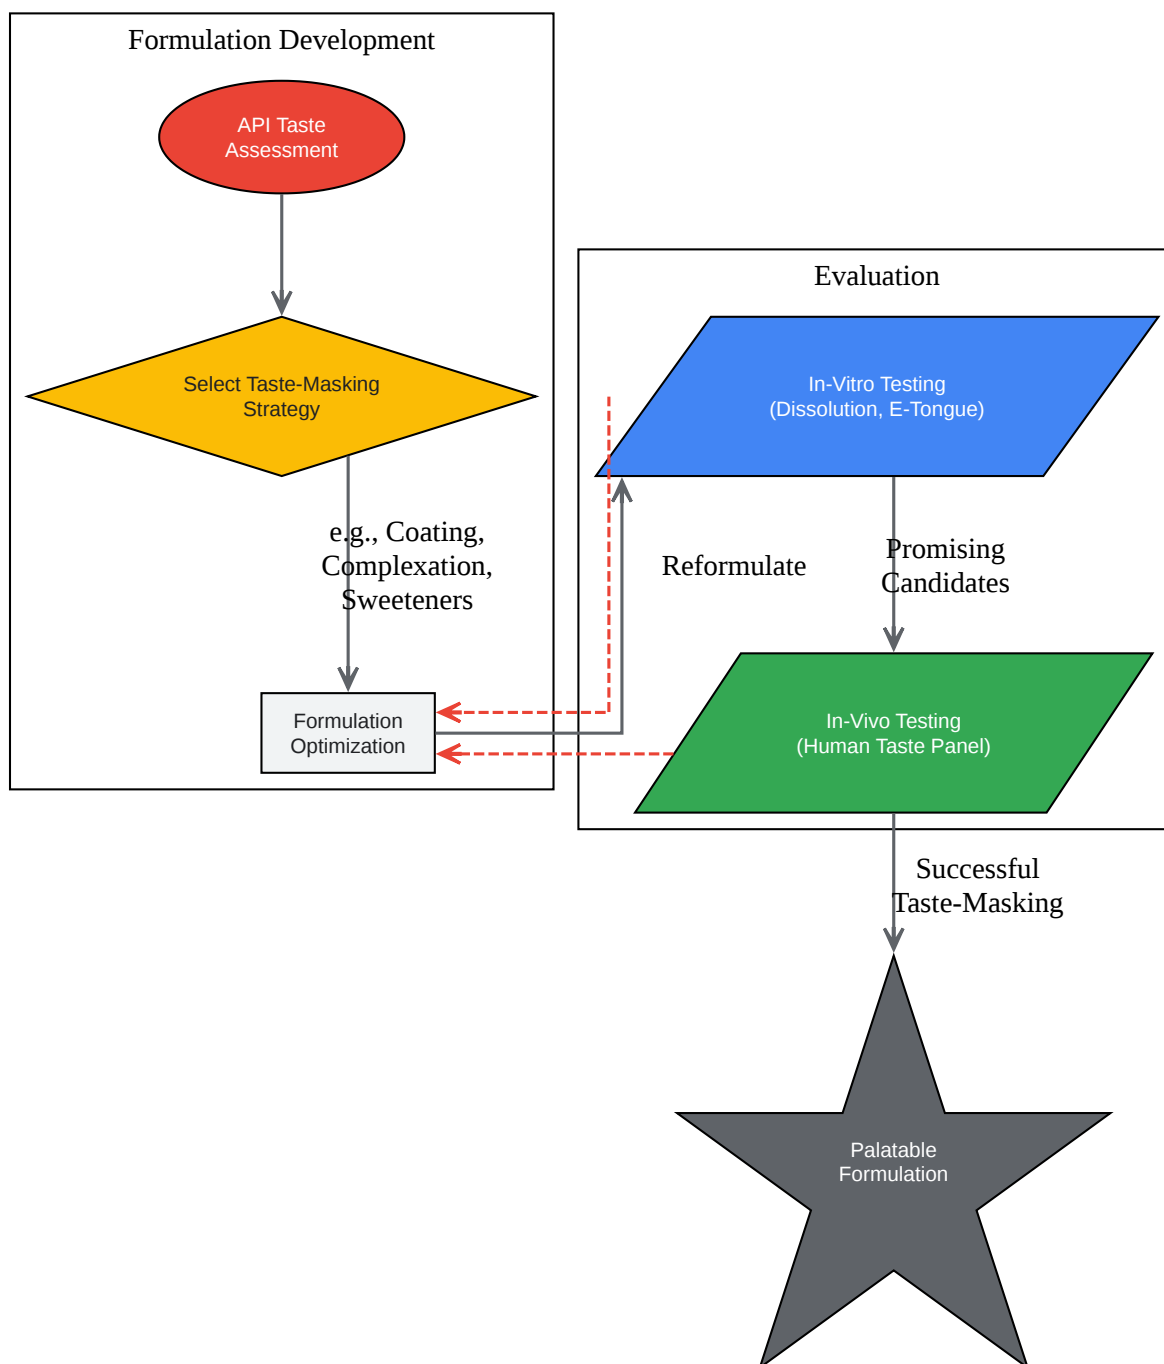 Formulation Development
API Taste
Assessment
Select Taste-Masking
Strategy
e.g., Coating,
Complexation,
Sweeteners
Formulation
Optimization
Evaluation
In-Vitro Testing
(Dissolution, E-Tongue)
Reformulate
Promising
Candidates
In-Vivo Testing
(Human Taste Panel)
Successful
Taste-Masking
Palatable
Formulation